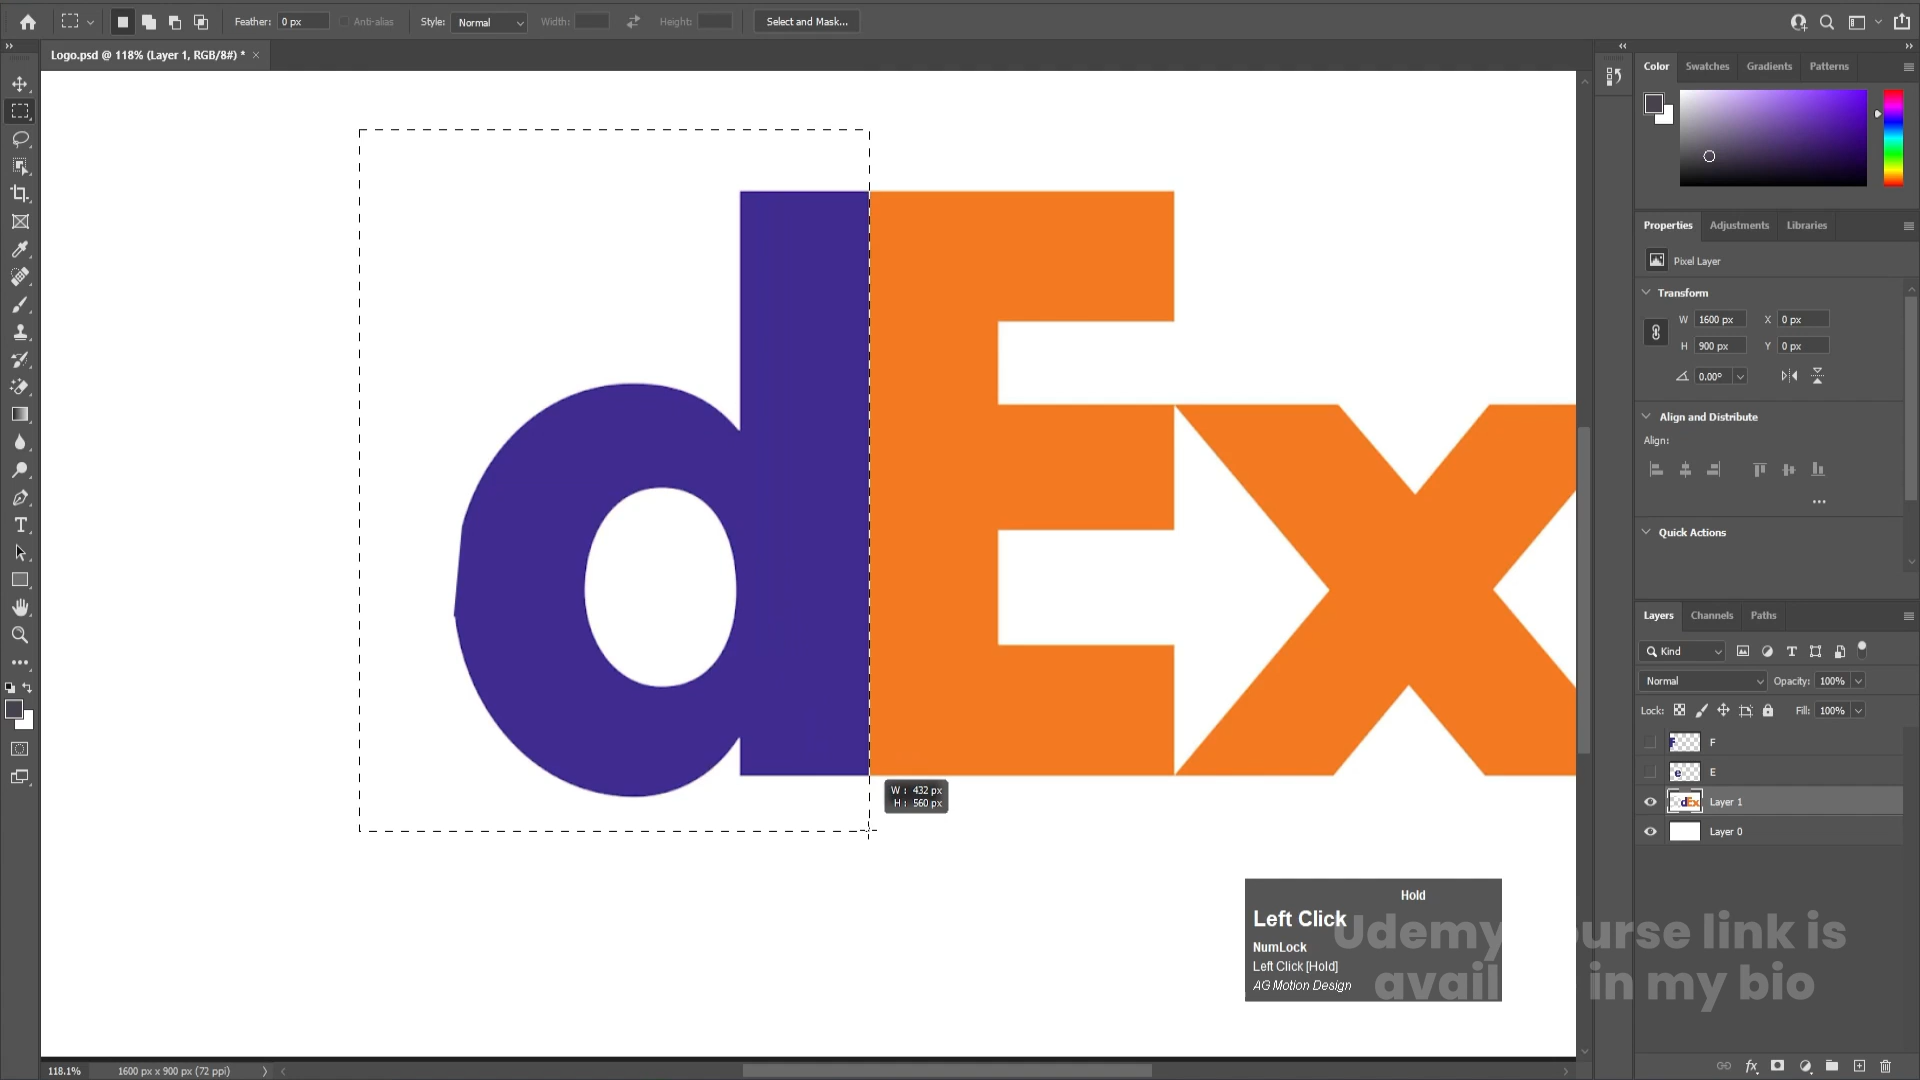 Feather: 0 px Anti-alias Style: Normal Width: Height: Select and Mask...
Logo.psd @ 118% (Layer 1, RGB/8#) * ×
Color Swatches Gradients Patterns
dEx
W : 432 px
H : 560 px
Properties Adjustments Libraries
Pixel Layer
Transform
W 1600 px X 0 px
H 900 px Y 0 px
0.00°
Align and Distribute
Align:
Quick Actions
Layers Channels Paths
Kind
Normal Opacity: 100%
Lock: Fill: 100%
F
E
Layer 1
Layer 0
Hold
Left Click
NumLock
Left Click [Hold]
AG Motion Design
Udemy course link is
available in my bio
118.1% 1600 px x 900 px (72 ppi)